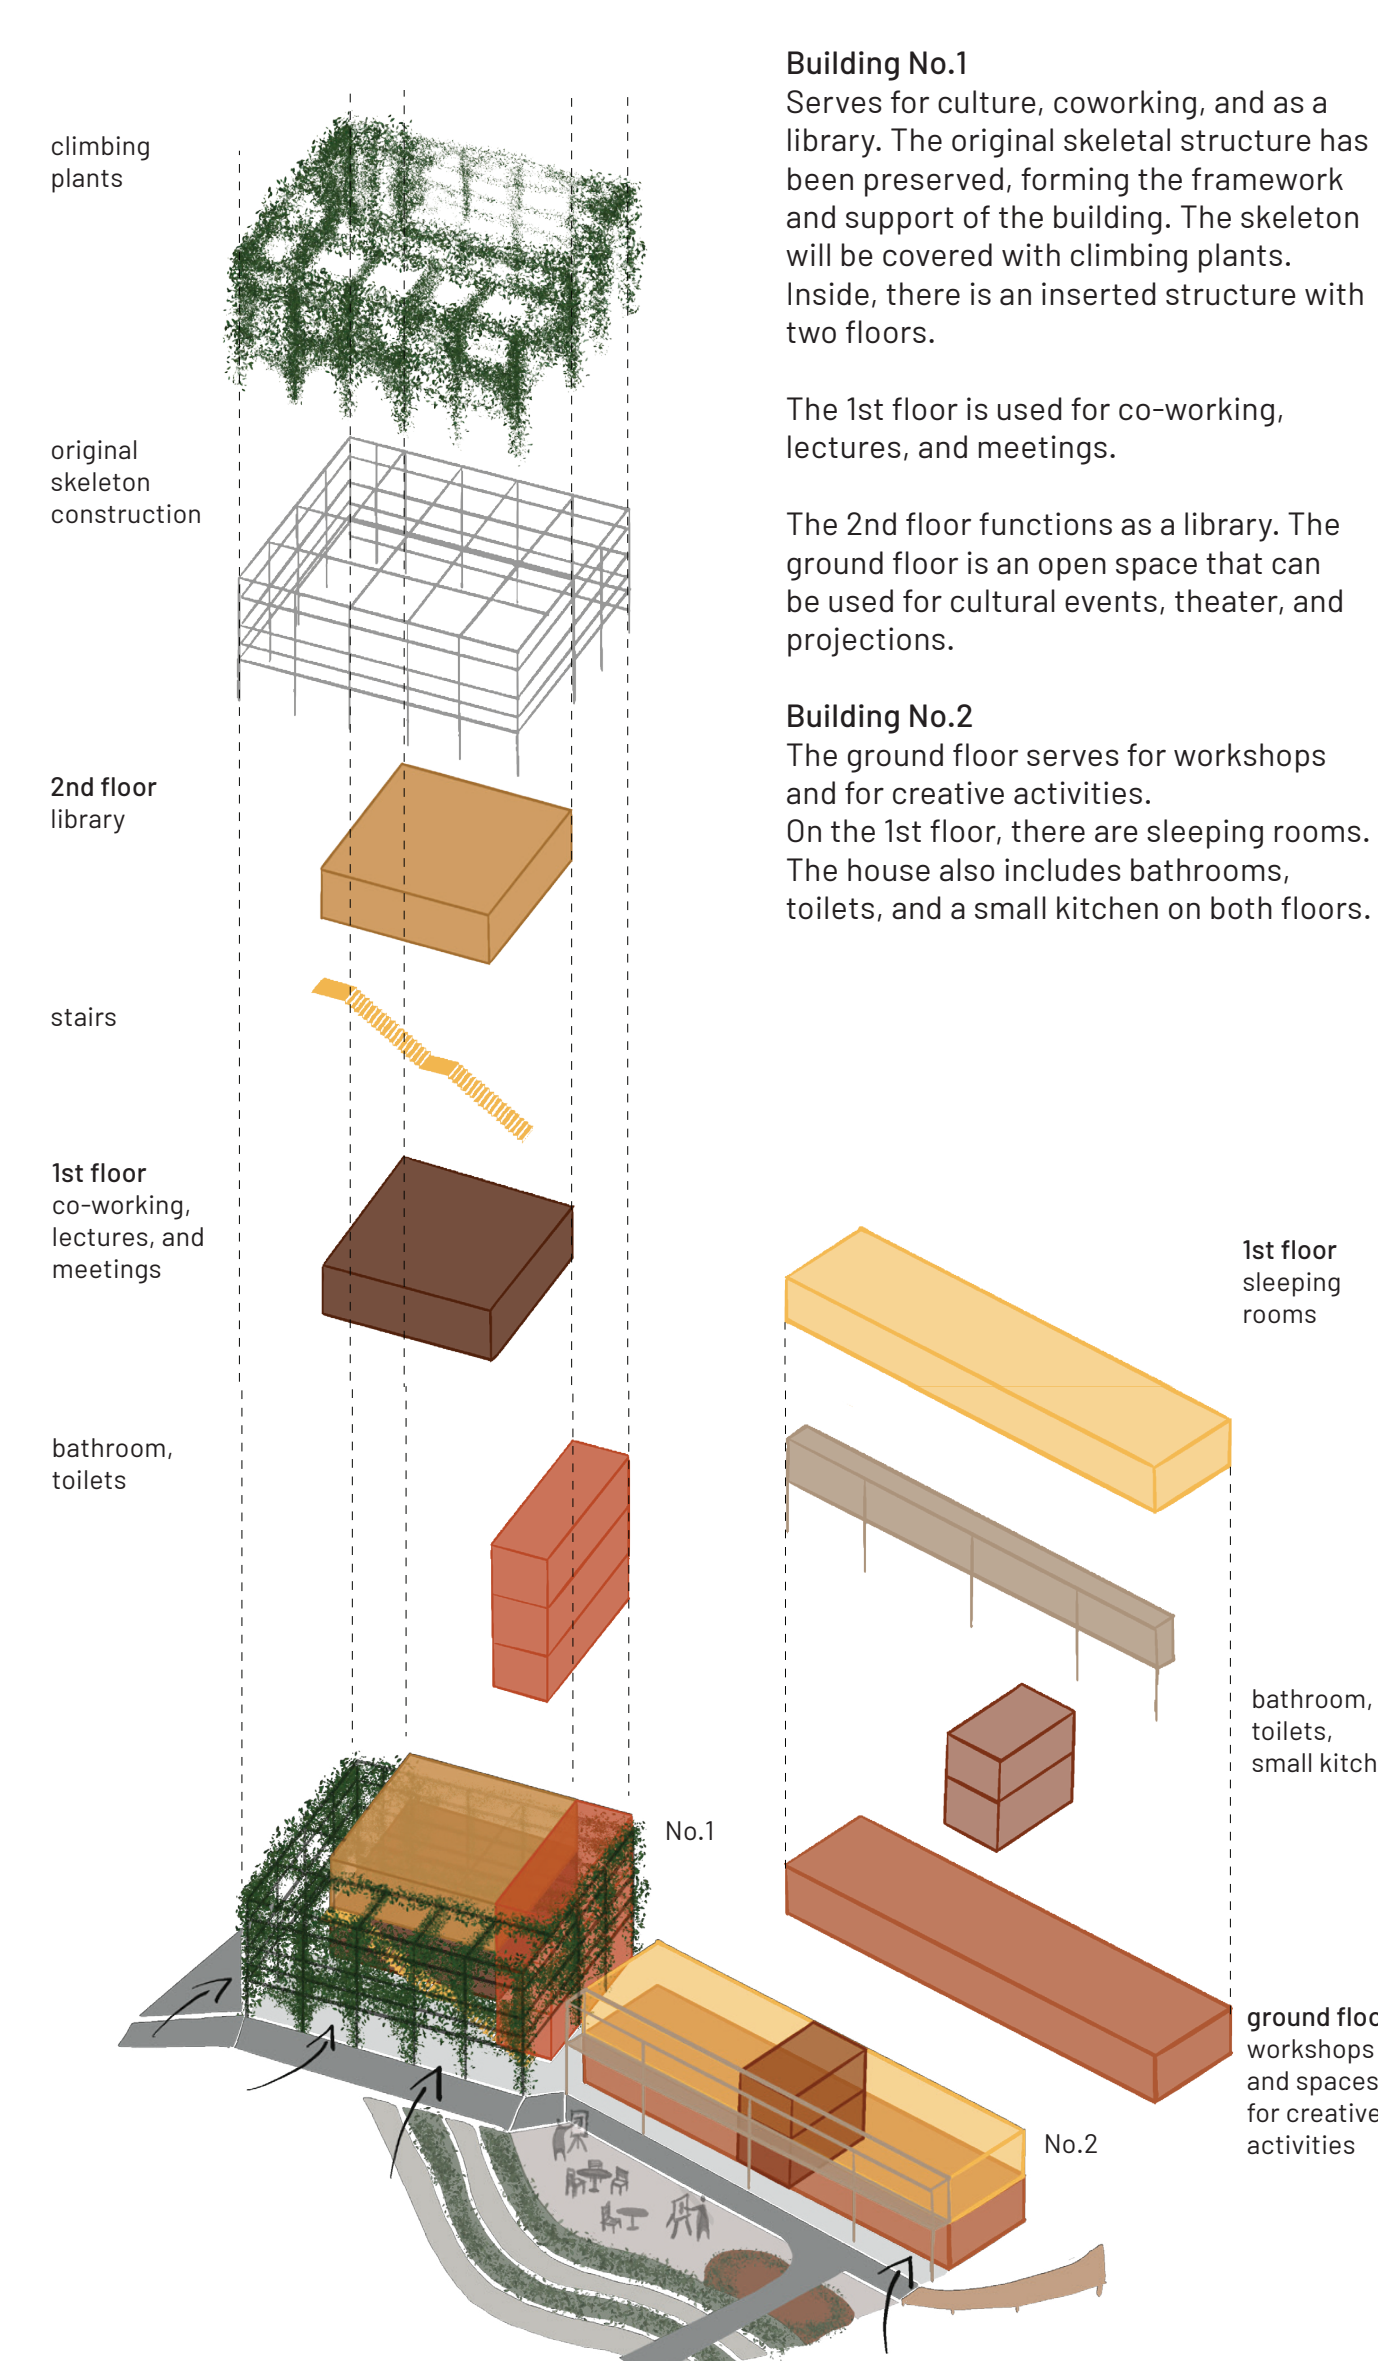 Building No.1
Serves for culture, coworking, and as a
library. The original skeletal structure has
been preserved, forming the framework
and support of the building. The skeleton
will be covered with climbing plants.
Inside, there is an inserted structure with
two floors.
The 1st floor is used for co-working,
lectures, and meetings.
The 2nd floor functions as a library. The
ground floor is an open space that can
be used for cultural events, theater, and
projections.
Building No.2
The ground floor serves for workshops
and for creative activities.
On the 1st floor, there are sleeping rooms.
The house also includes bathrooms,
toilets, and a small kitchen on both floors.
climbing
plants
original
skeleton
construction
2nd floor
library
stairs
1st floor
co-working,
lectures, and
meetings
bathroom,
toilets
1st floor
sleeping
rooms
bathroom,
toilets,
small kitch
ground floo
workshops
and spaces
for creative
activities
No.1
No.2